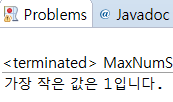 Problems @ Javadoc
<terminated> MaxNumS
가장 작은 값은 1입니다.